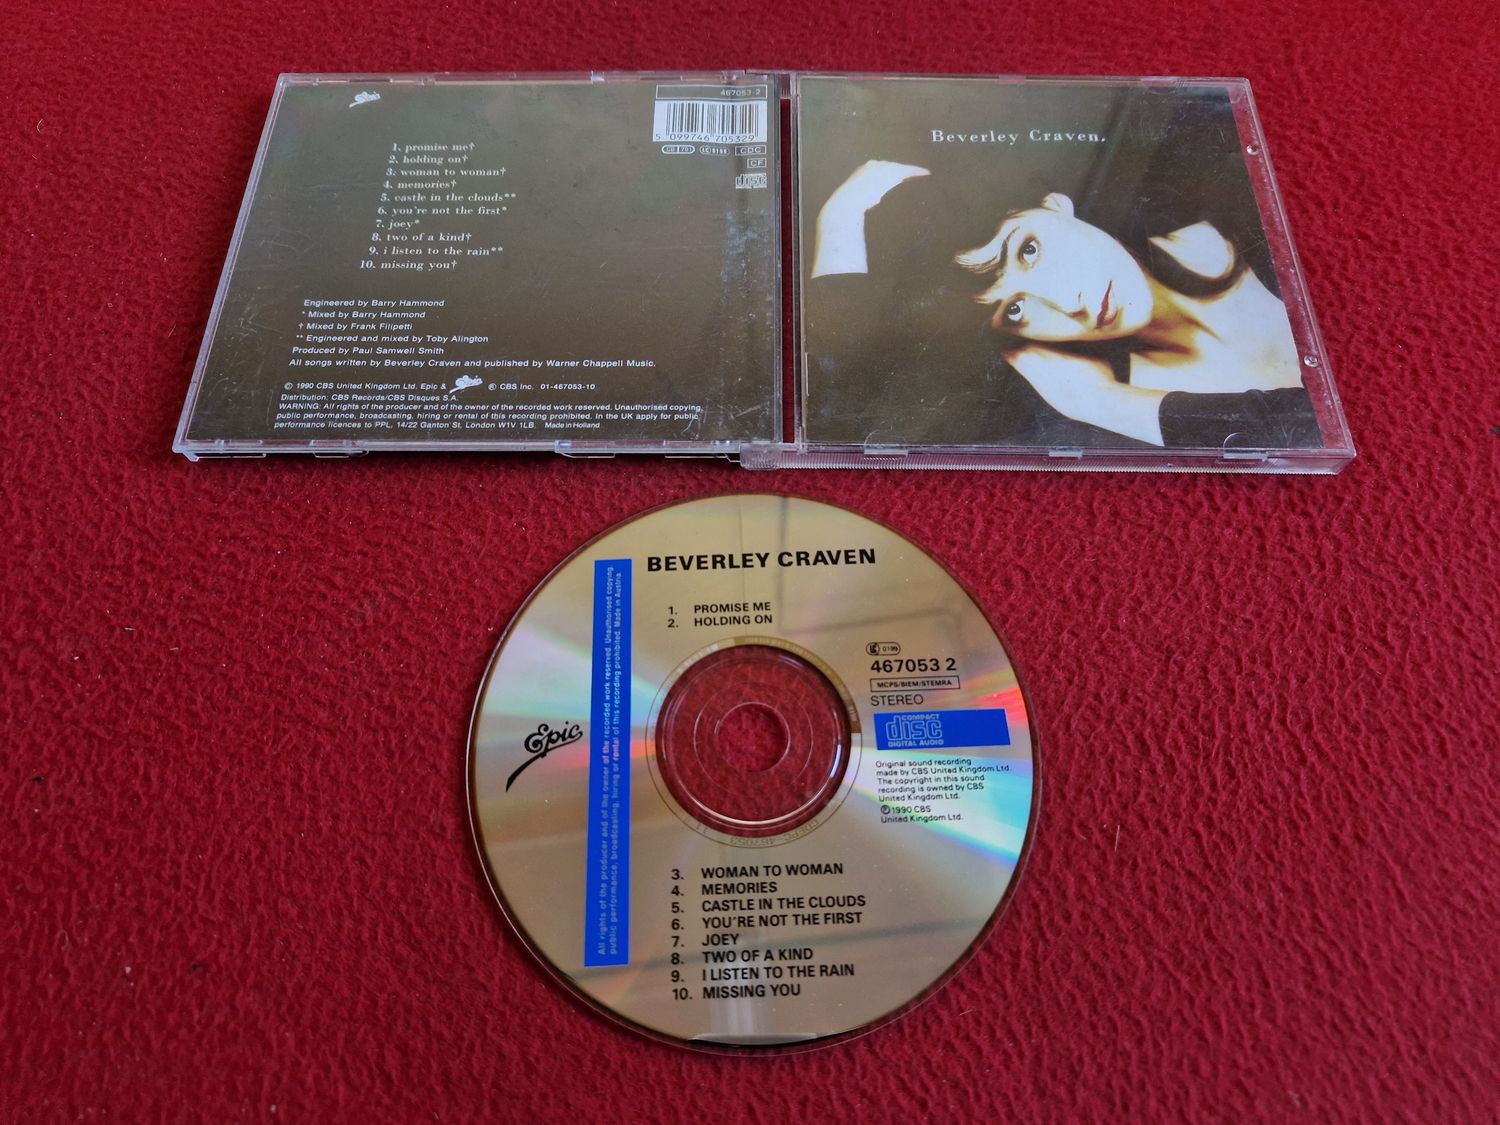 Epic
467053-2
5 099746 705329
CDC
CF
disc
1. promise me†
2. holding on†
3. woman to woman†
4. memories†
5. castle in the clouds**
6. you're not the first*
7. joey*
8. two of a kind†
9. i listen to the rain**
10. missing you†
Engineered by Barry Hammond
* Mixed by Barry Hammond
† Mixed by Frank Filipetti
** Engineered and mixed by Toby Alington
Produced by Paul Samwell Smith
All songs written by Beverley Craven and published by Warner Chappell Music.
© 1990 CBS United Kingdom Ltd. Epic & Epic ® CBS Inc. 01-467053-10
Distribution: CBS Records/CBS Disques S.A.
WARNING: All rights of the producer and of the owner of the recorded work reserved. Unauthorised copying,
public performance, broadcasting, hiring or rental of this recording prohibited. In the UK apply for public
performance licences to PPL, 14/22 Ganton St, London W1V 1LB. Made in Holland
Beverley Craven.
BEVERLEY CRAVEN
1. PROMISE ME
2. HOLDING ON
Epic
All rights of the producer and of the owner of the recorded work reserved. Unauthorised copying,
public performance, broadcasting, hiring or rental of this recording prohibited. Made in Austria.
LC 0199
467053 2
MCPS/BIEM/STEMRA
STEREO
COMPACT
disc
DIGITAL AUDIO
Original sound recording
made by CBS United Kingdom Ltd.
The copyright in this sound
recording is owned by CBS
United Kingdom Ltd.
℗ 1990 CBS
United Kingdom Ltd.
CDEPC-467053 11
3. WOMAN TO WOMAN
4. MEMORIES
5. CASTLE IN THE CLOUDS
6. YOU'RE NOT THE FIRST
7. JOEY
8. TWO OF A KIND
9. I LISTEN TO THE RAIN
10. MISSING YOU